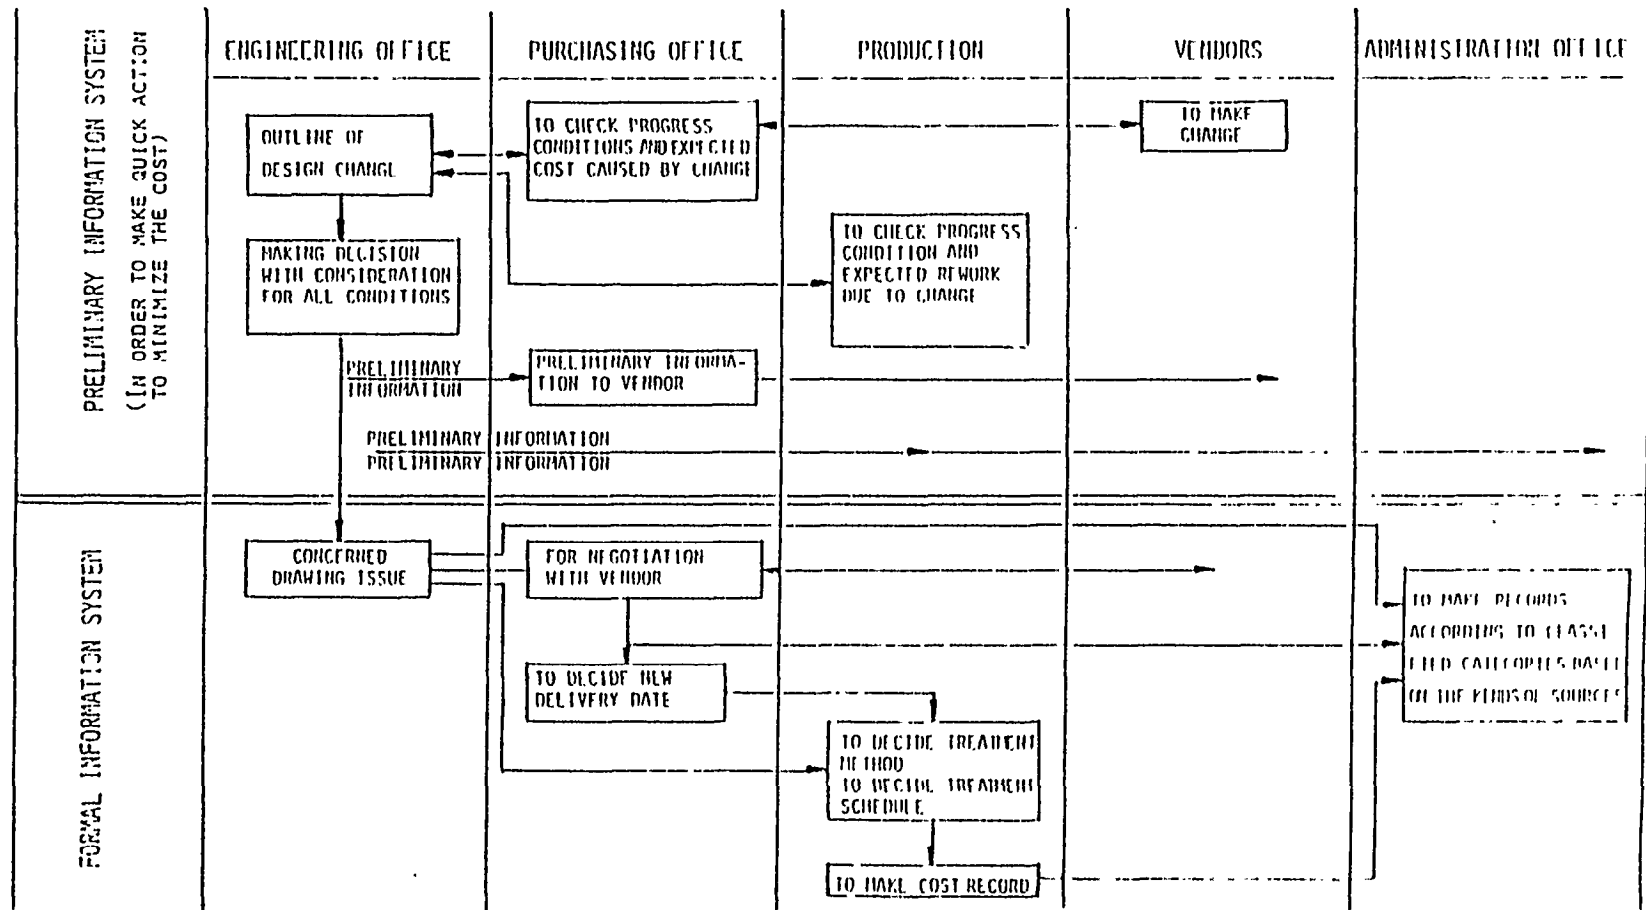 PRELIMINARY INFORMATION SYSTEM
(IN ORDER TO MAKE QUICK ACTION
TO MINIMIZE THE COST)
ENGINEERING OFFICE
PURCHASING OFFICE
PRODUCTION
VENDORS
ADMINISTRATION OFFICE
OUTLINE OF
DESIGN CHANGE
TO CHECK PROGRESS
CONDITIONS AND EXPECTED
COST CAUSED BY CHANGE
TO MAKE
CHANGE
MAKING DECISION
WITH CONSIDERATION
FOR ALL CONDITIONS
TO CHECK PROGRESS
CONDITION AND
EXPECTED REWORK
DUE TO CHANGE
PRELIMINARY
INFORMATION
PRELIMINARY INFORMA-
TION TO VENDOR
PRELIMINARY INFORMATION
PRELIMINARY INFORMATION
FORMAL INFORMATION SYSTEM
CONCERNED
DRAWING ISSUE
FOR NEGOTIATION
WITH VENDOR
TO DECIDE NEW
DELIVERY DATE
TO DECIDE TREATMENT
METHOD
TO DECIDE TREATMENT
SCHEDULE
TO MAKE COST RECORD
TO MAKE RECORDS
ACCORDING TO CLASSI
FIED CATEGORIES BASED
ON THE KINDS OF SOURCES